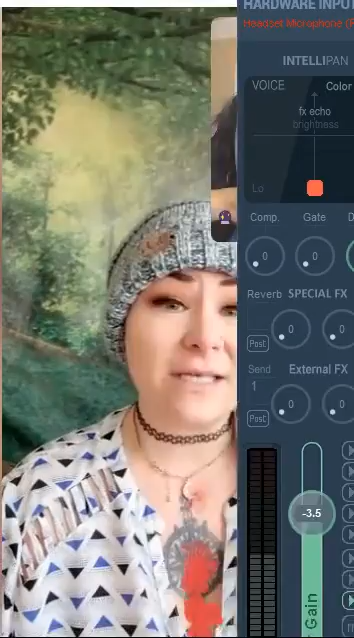 HARDWARE INPUT
Headset Microphone (R
INTELLIPAN
VOICE
Color
fx echo
brightness
Lo
Comp.
Gate
D
0
0
Reverb
SPECIAL FX
0
0
Post
Send
External FX
1
0
0
Post
-3.5
Gain